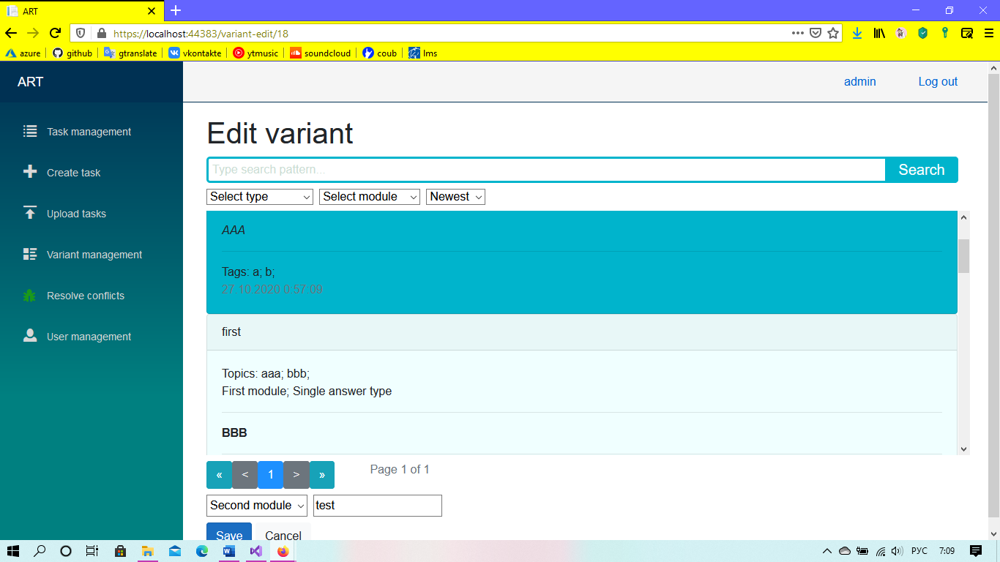 ART
https://localhost:44383/variant-edit/18
azure
github
gtranslate
vkontakte
ytmusic
soundcloud
coub
lms
ART
admin
Log out
Task management
Create task
Upload tasks
Variant management
Resolve conflicts
User management
Edit variant
Type search pattern...
Search
Select type
Select module
Newest
AAA
Tags: a; b;
27.10.2020 0:57:09
first
Topics: aaa; bbb;
First module; Single answer type
BBB
« < 1 > »
Page 1 of 1
Second module
test
Save
Cancel
РУС
7:09